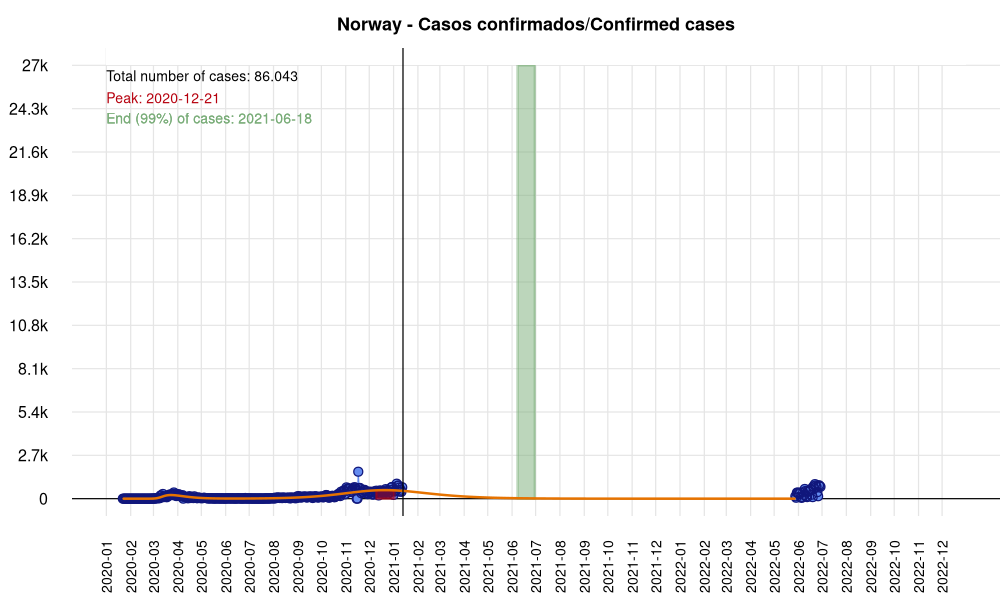 Norway - Casos confirmados/Confirmed cases
Total number of cases: 86.043
Peak: 2020-12-21
End (99%) of cases: 2021-06-18
27k
24.3k
21.6k
18.9k
16.2k
13.5k
10.8k
8.1k
5.4k
2.7k
0
2020-01
2020-02
2020-03
2020-04
2020-05
2020-06
2020-07
2020-08
2020-09
2020-10
2020-11
2020-12
2021-01
2021-02
2021-03
2021-04
2021-05
2021-06
2021-07
2021-08
2021-09
2021-10
2021-11
2021-12
2022-01
2022-02
2022-03
2022-04
2022-05
2022-06
2022-07
2022-08
2022-09
2022-10
2022-11
2022-12